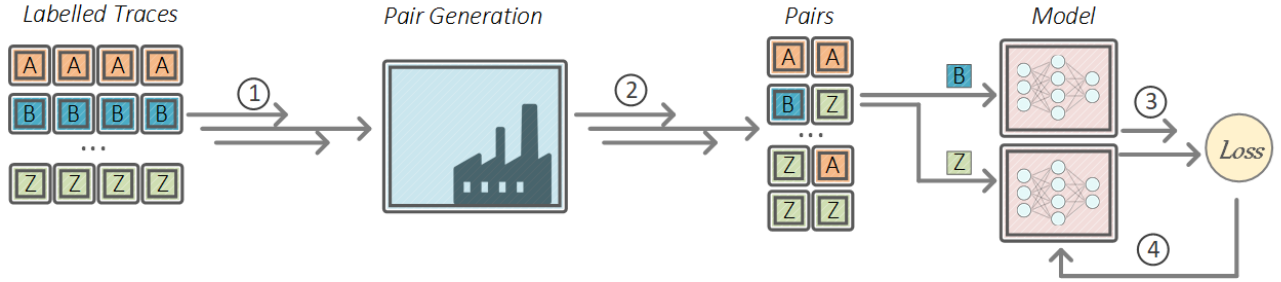 Labelled Traces
Pair Generation
Pairs
Model
A A A A
B B B B
...
Z Z Z Z
1
2
A A
B Z
...
Z A
Z Z
B
Z
3
Loss
4